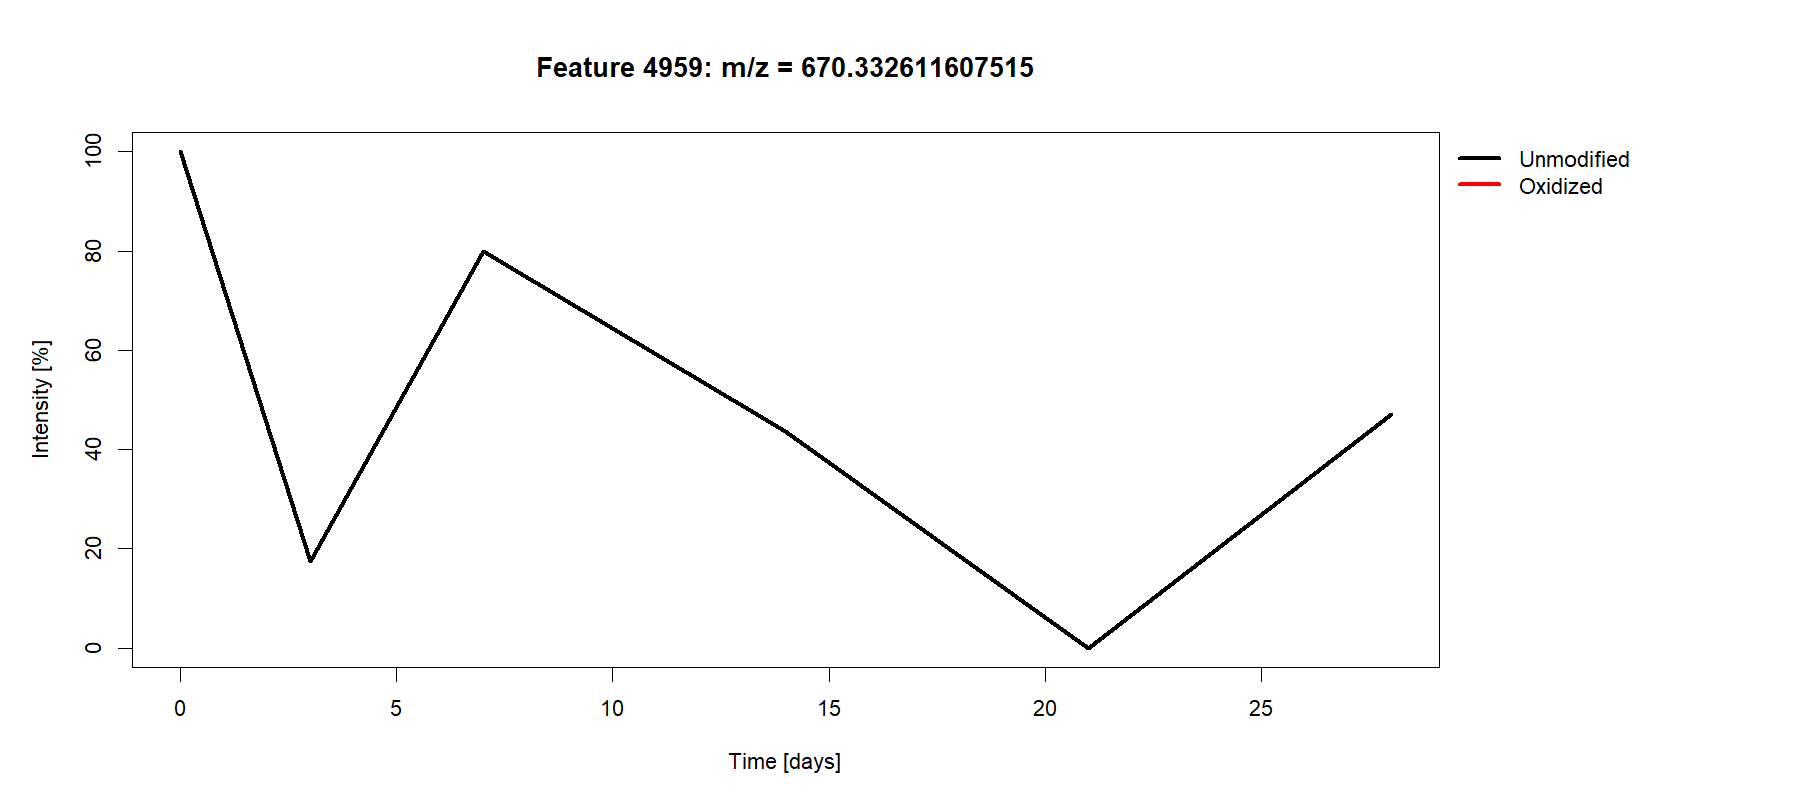 Feature 4959: m/z = 670.332611607515
Unmodified
Oxidized
Intensity [%]
100
80
60
40
20
0
0 5 10 15 20 25
Time [days]